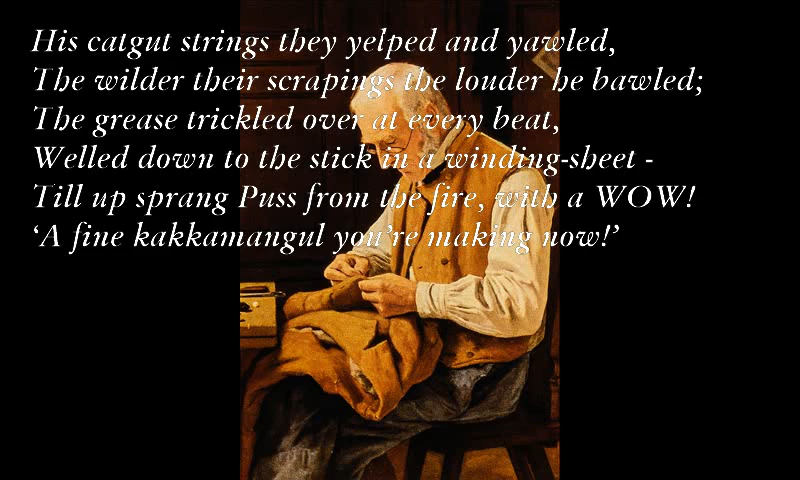 His catgut strings they yelped and yawled,
The wilder their scrapings the louder he bawled;
The grease trickled over at every beat,
Welled down to the stick in a winding-sheet -
Till up sprang Puss from the fire, with a WOW!
‘A fine kakkamangul you’re making now!’